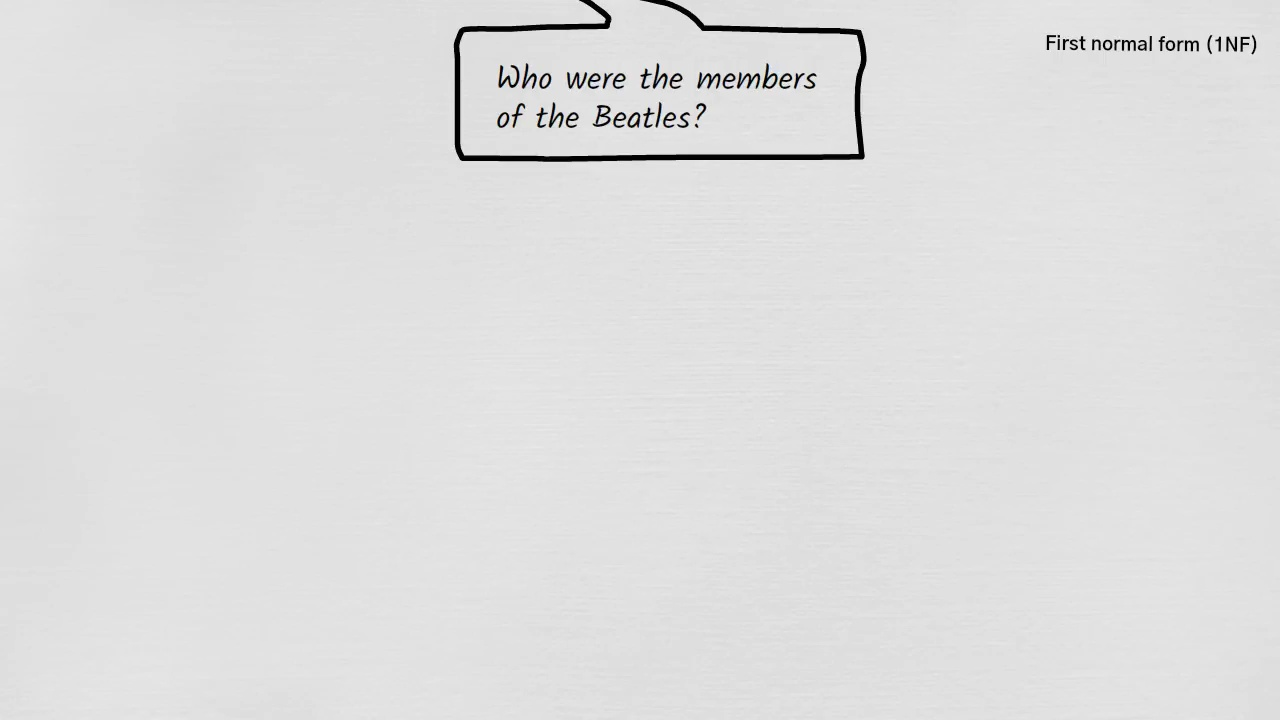 First normal form (1NF)
Who were the members
of the Beatles?